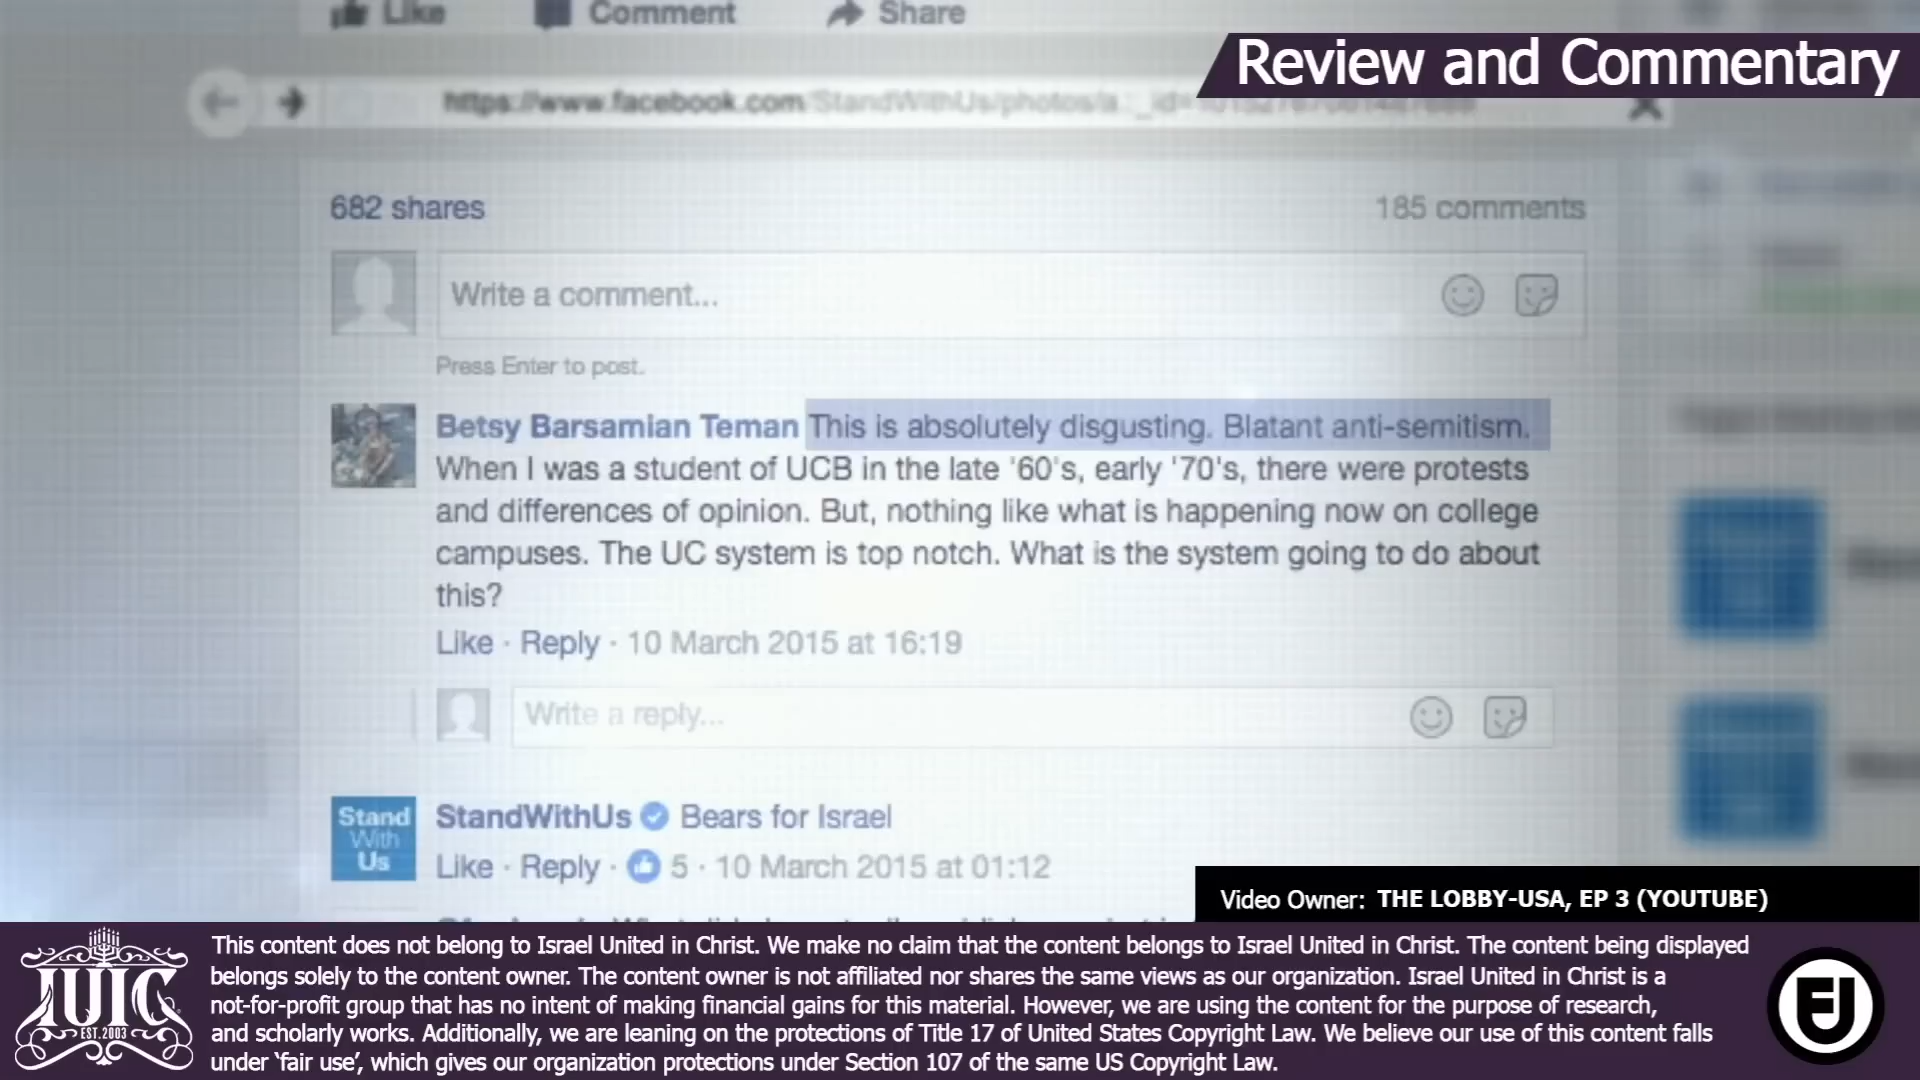 Like Comment Share
Review and Commentary
https://www.facebook.com/StandWithUs/photos/a
682 shares
185 comments
Write a comment...
Press Enter to post.
Betsy Barsamian Teman This is absolutely disgusting. Blatant anti-semitism.
When I was a student of UCB in the late '60's, early '70's, there were protests
and differences of opinion. But, nothing like what is happening now on college
campuses. The UC system is top notch. What is the system going to do about
this?
Like · Reply · 10 March 2015 at 16:19
Write a reply...
Stand
With
Us
StandWithUs Bears for Israel
Like · Reply · 5 · 10 March 2015 at 01:12
Video Owner: THE LOBBY-USA, EP 3 (YOUTUBE)
IUIC
EST. 2003
This content does not belong to Israel United in Christ. We make no claim that the content belongs to Israel United in Christ. The content being displayed
belongs solely to the content owner. The content owner is not affiliated nor shares the same views as our organization. Israel United in Christ is a
not-for-profit group that has no intent of making financial gains for this material. However, we are using the content for the purpose of research,
and scholarly works. Additionally, we are leaning on the protections of Title 17 of United States Copyright Law. We believe our use of this content falls
under ‘fair use’, which gives our organization protections under Section 107 of the same US Copyright Law.